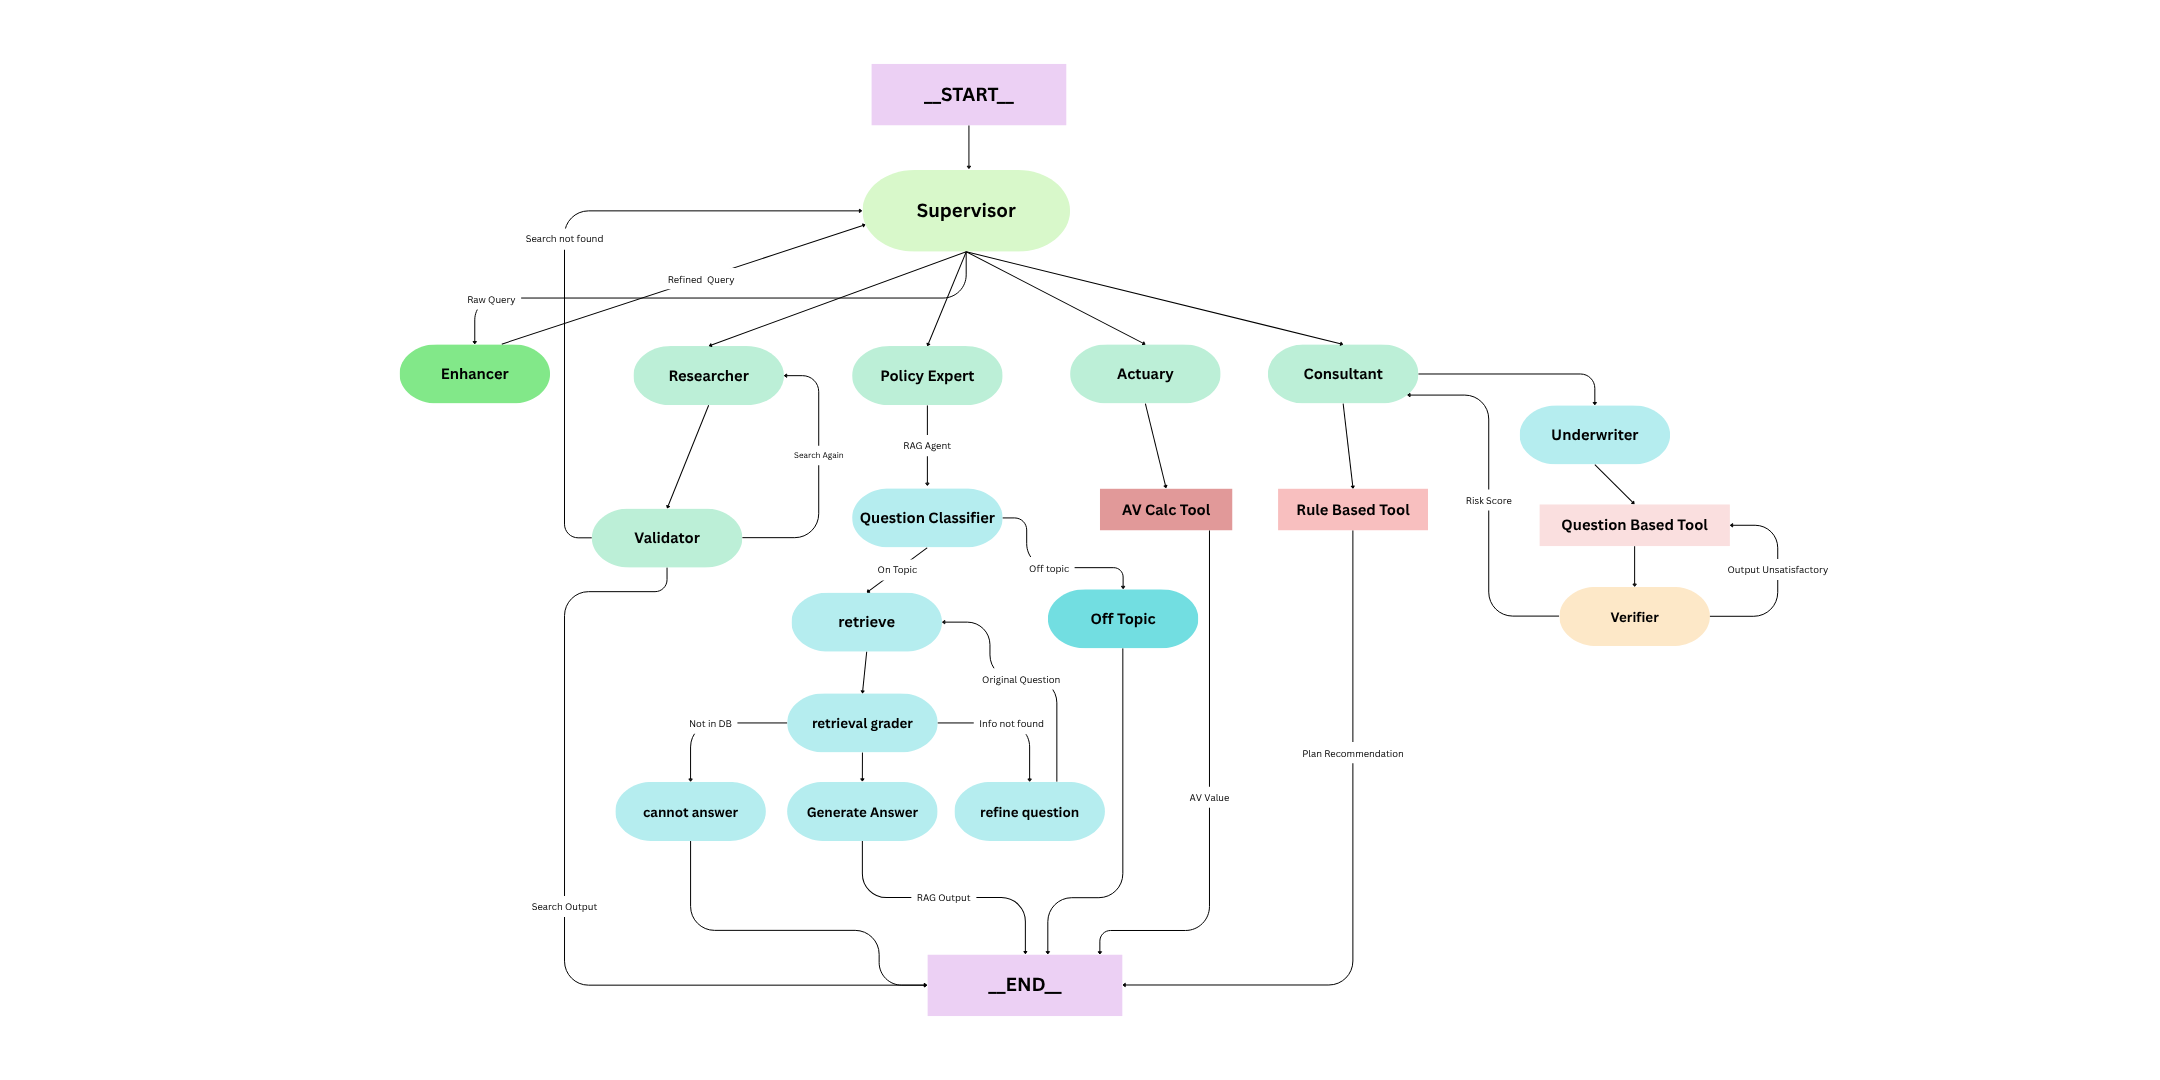 __START__
Supervisor
Search not found
Refined Query
Raw Query
Enhancer
Researcher
Policy Expert
Actuary
Consultant
Underwriter
RAG Agent
Search Again
Risk Score
AV Calc Tool
Rule Based Tool
Question Classifier
Question Based Tool
Validator
On Topic
Off topic
Output Unsatisfactory
retrieve
Off Topic
Verifier
Original Question
Not in DB
retrieval grader
Info not found
Plan Recommendation
AV Value
cannot answer
Generate Answer
refine question
RAG Output
Search Output
__END__